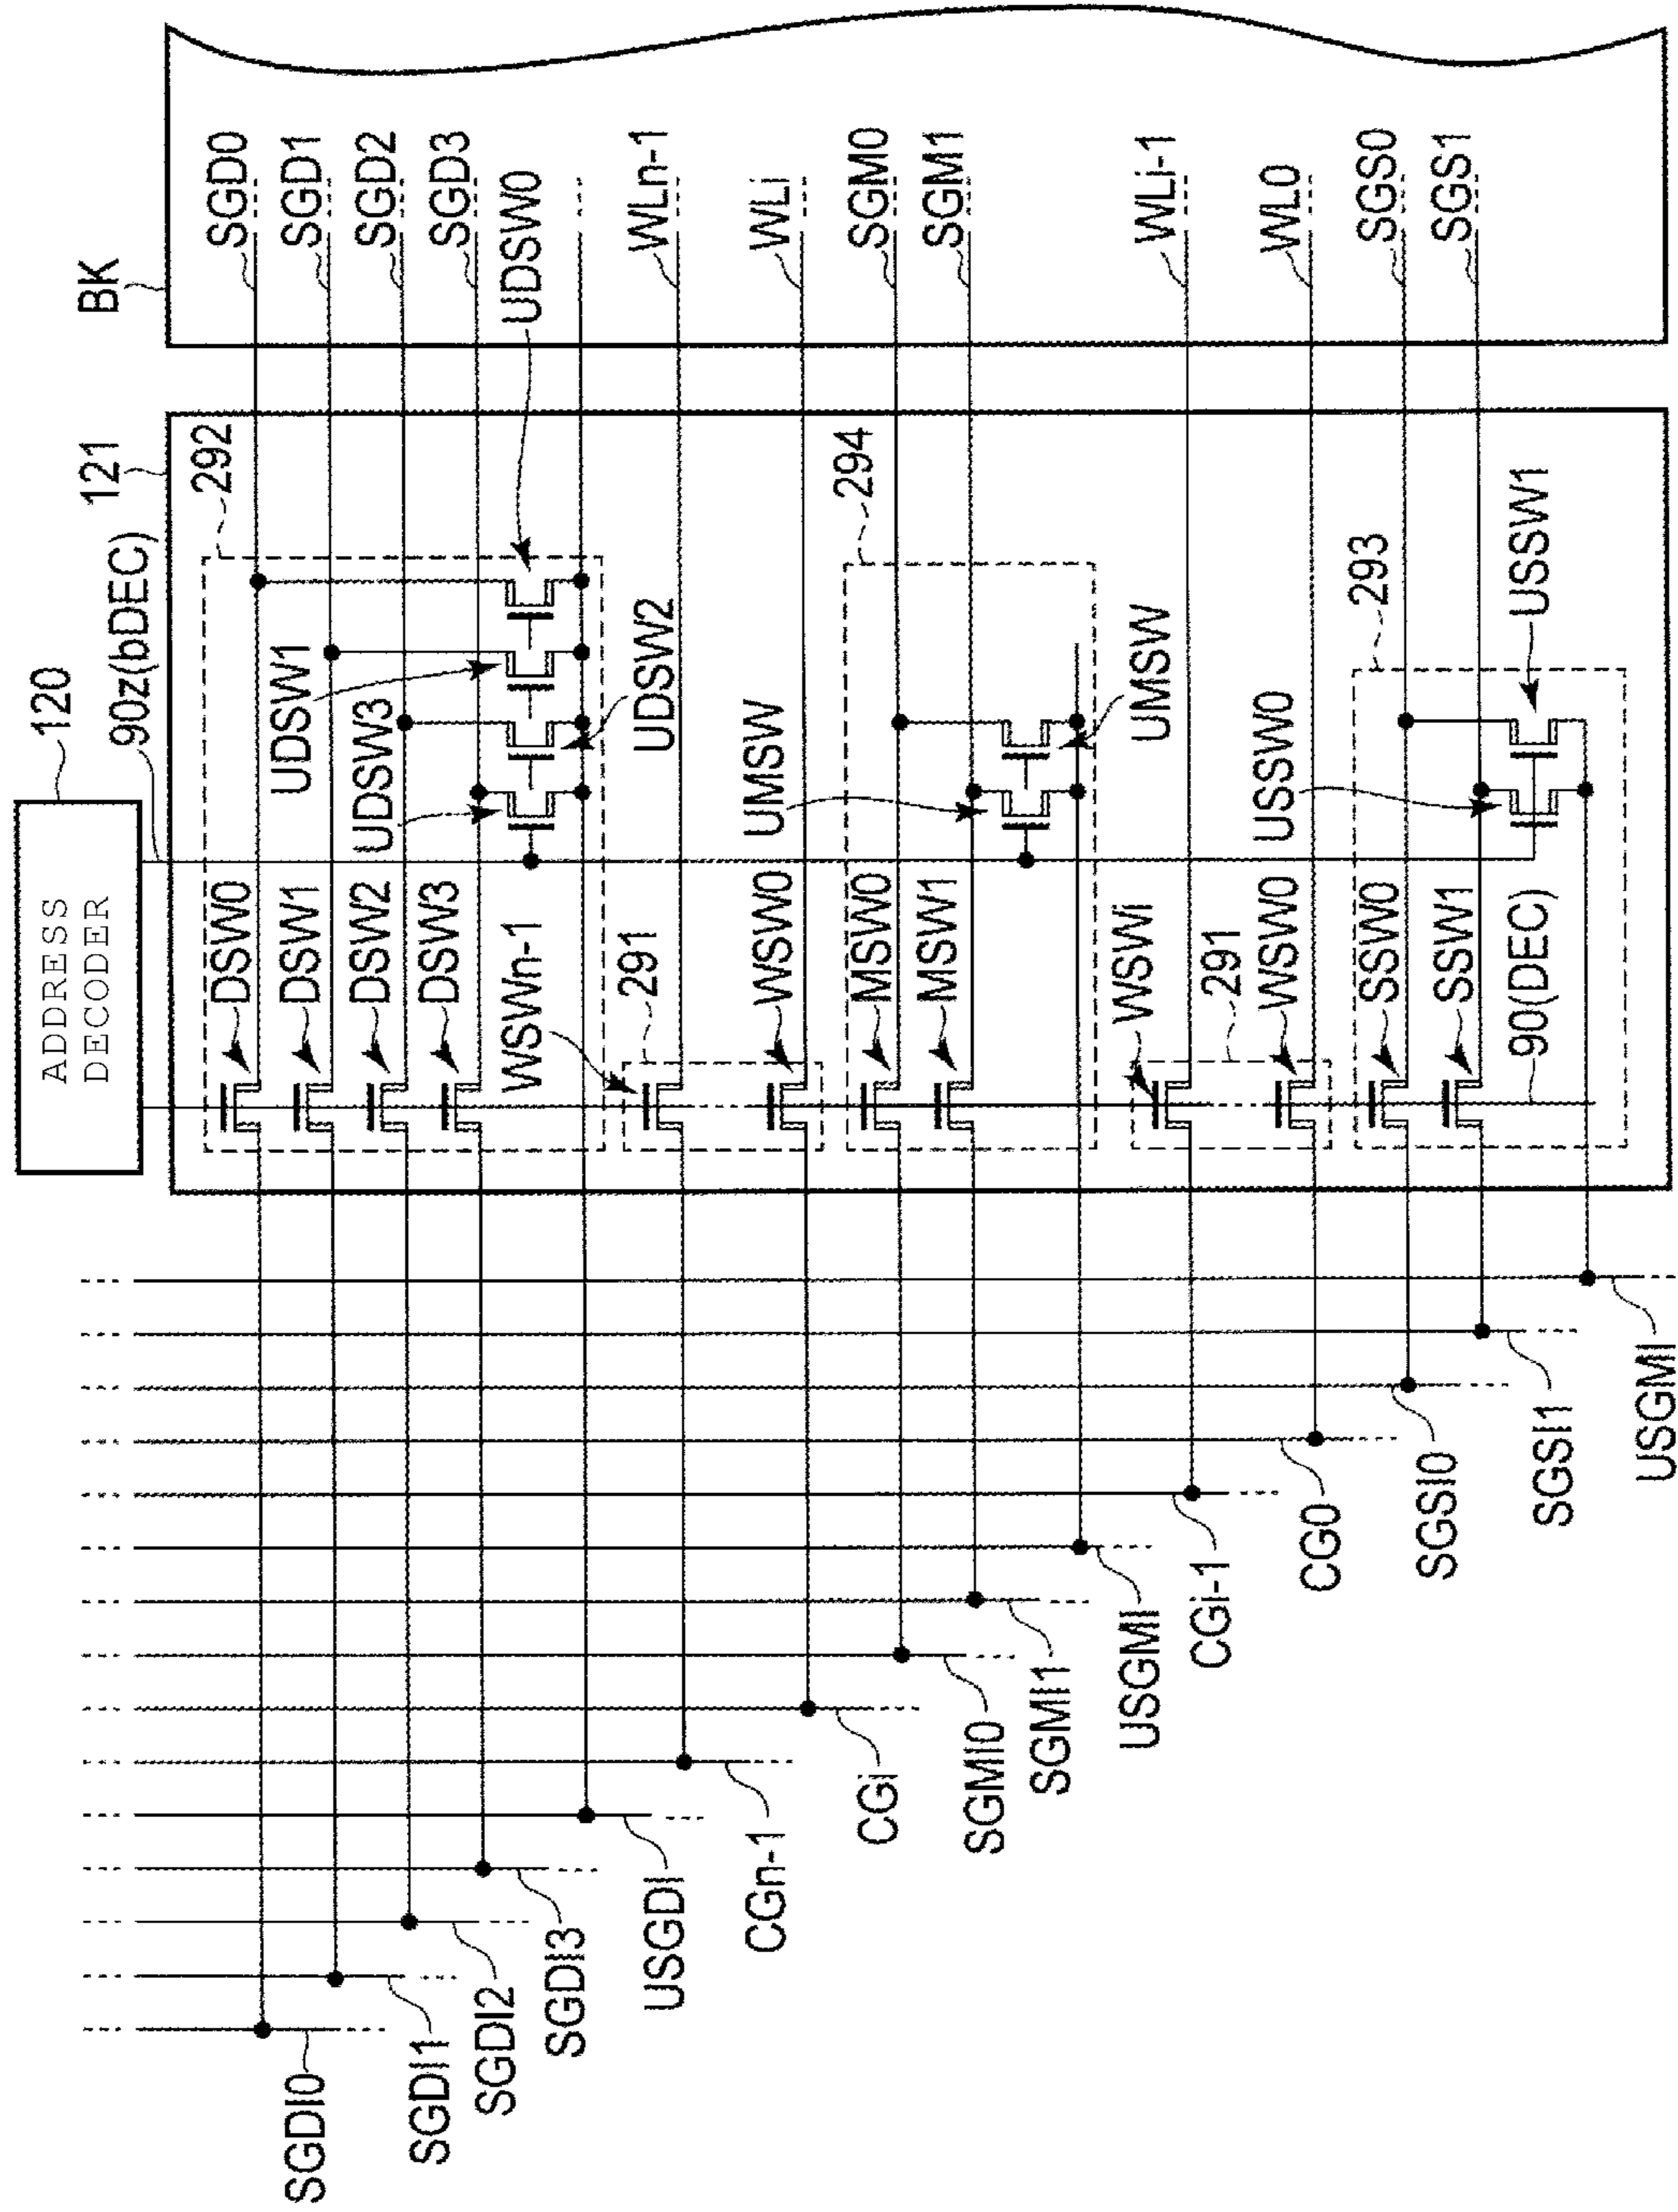 ADDRESS
DECODER
120
90z(bDEC)
121
BK
292
DSW0
DSW1
DSW2
DSW3
UDSW1
UDSW3
UDSW2
UDSW0
SGD0
SGD1
SGD2
SGD3
WSWn-1
291
WSW0
WLn-1
WLi
294
MSW0
MSW1
UMSW
UMSW
SGM0
SGM1
WSWi
291
WSW0
WLi-1
WL0
293
SSW0
SSW1
USSW0
USSW1
90(DEC)
SGS0
SGS1
SGDI0
SGDI1
SGDI2
SGDI3
USGDI
CGn-1
CGi
SGMI0
SGMI1
USGMI
CGi-1
CG0
SGSI0
SGSI1
USGMI